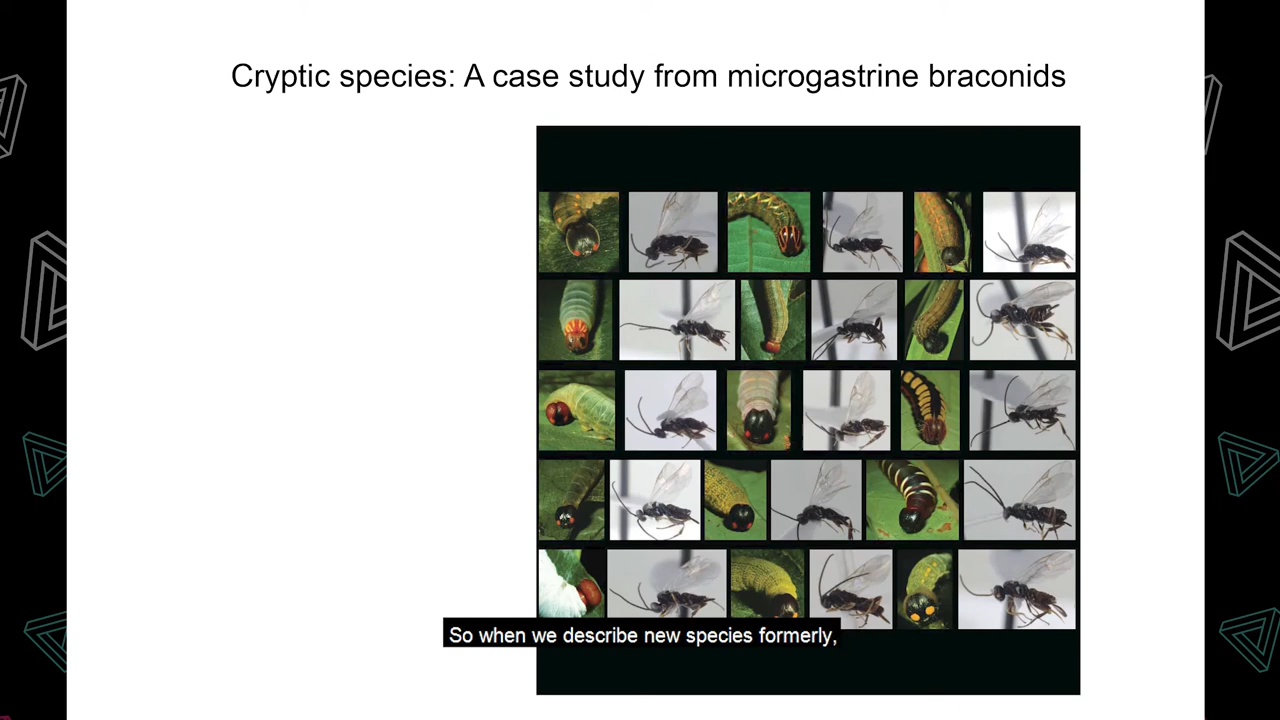 Cryptic species: A case study from microgastrine braconids
So when we describe new species formerly,